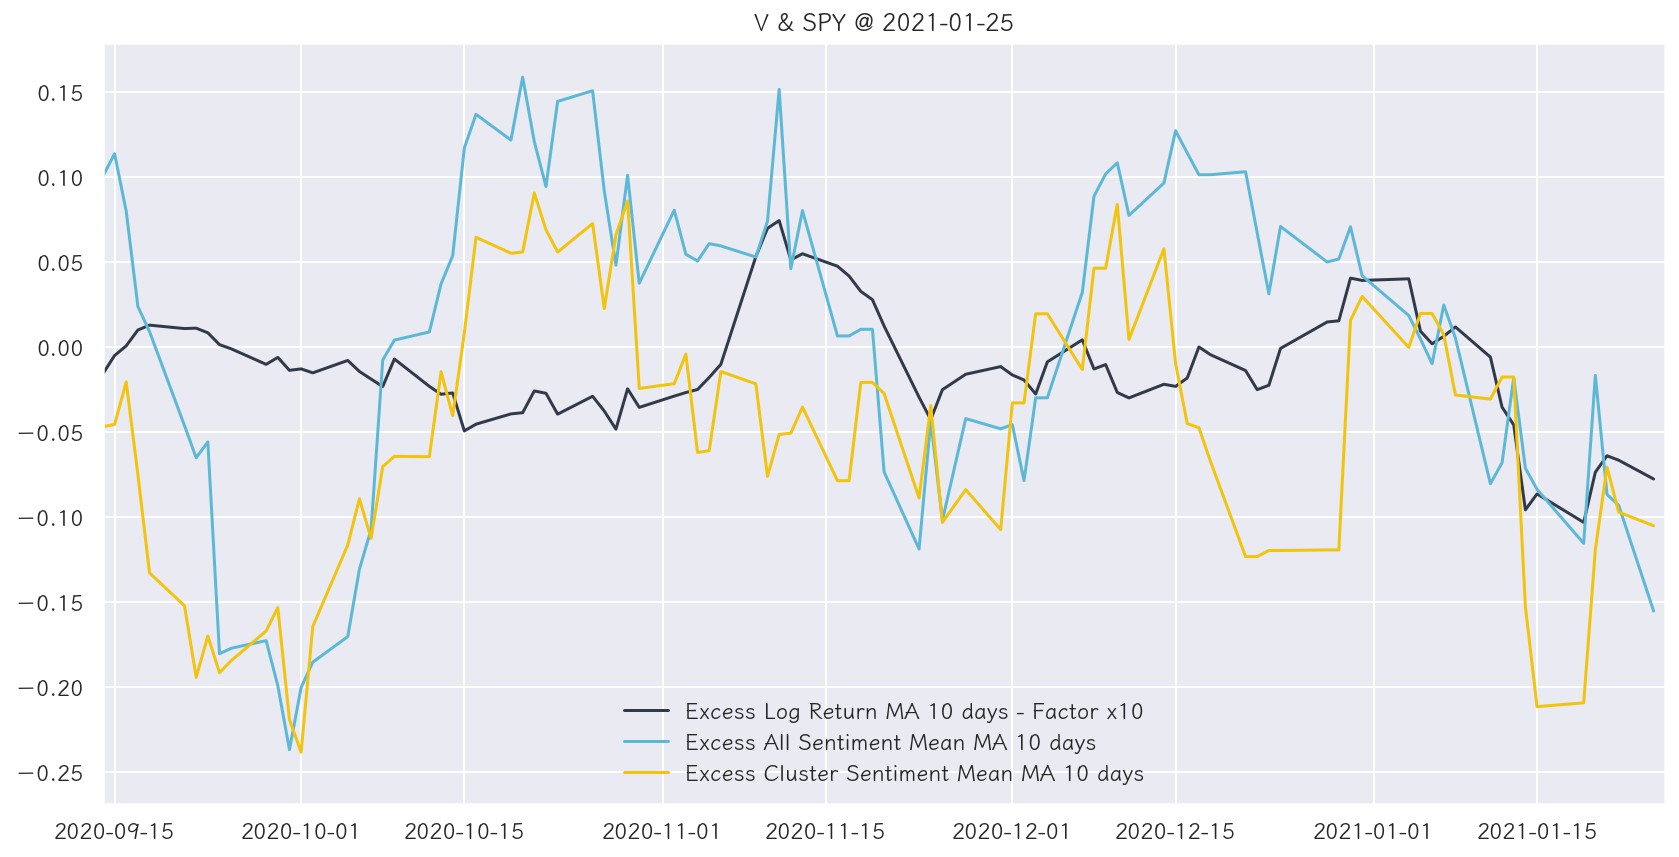 V & SPY @ 2021-01-25
0.15
0.10
0.05
0.00
−0.05
−0.10
−0.15
−0.20
−0.25
Excess Log Return MA 10 days - Factor x10
Excess All Sentiment Mean MA 10 days
Excess Cluster Sentiment Mean MA 10 days
2020-09-15 2020-10-01 2020-10-15 2020-11-01 2020-11-15 2020-12-01 2020-12-15 2021-01-01 2021-01-15